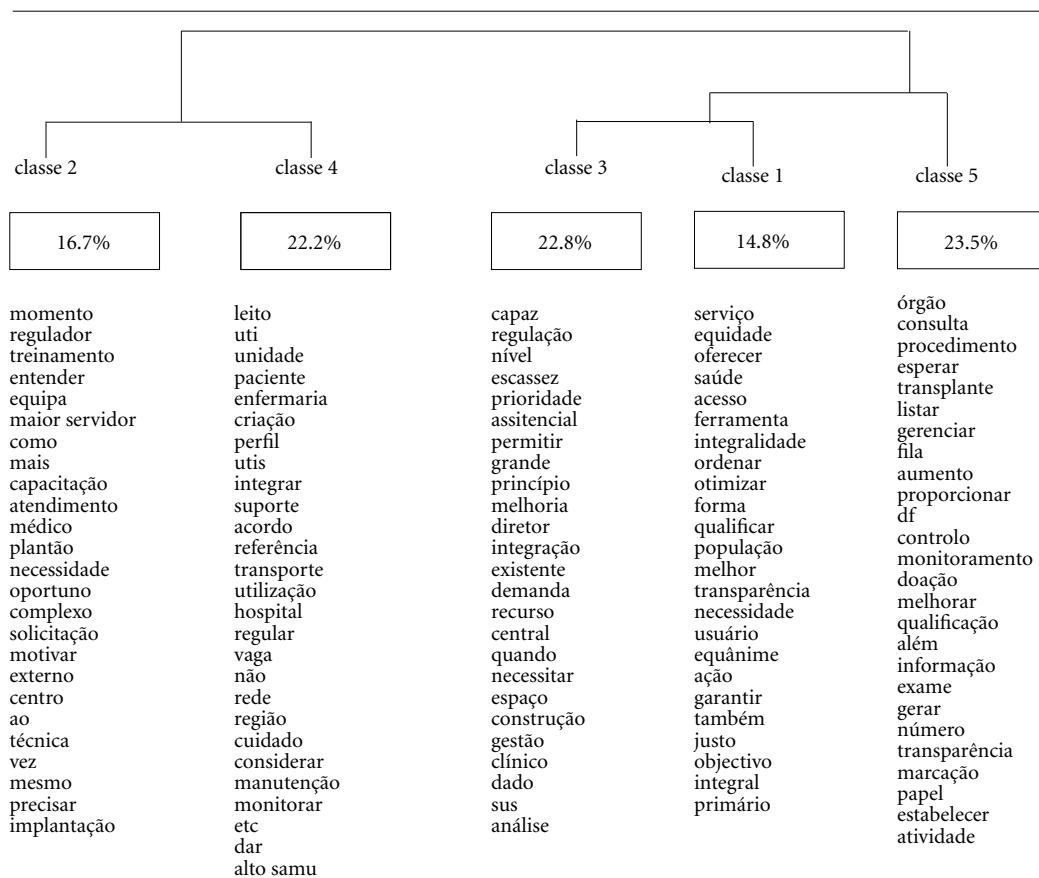 classe 2
classe 4
classe 3
classe 1
classe 5
16.7%
22.2%
22.8%
14.8%
23.5%
momento
regulador
treinamento
entender
equipa
maior servidor
como
mais
capacitação
atendimento
médico
plantão
necessidade
oportuno
complexo
solicitação
motivar
externo
centro
ao
técnica
vez
mesmo
precisar
implantação
leito
uti
unidade
paciente
enfermaria
criação
perfil
utis
integrar
suporte
acordo
referência
transporte
utilização
hospital
regular
vaga
não
rede
região
cuidado
considerar
manutenção
monitorar
etc
dar
alto samu
capaz
regulação
nível
escassez
prioridade
assitencial
permitir
grande
princípio
melhoria
diretor
integração
existente
demanda
recurso
central
quando
necessitar
espaço
construção
gestão
clínico
dado
sus
análise
serviço
equidade
oferecer
saúde
acesso
ferramenta
integralidade
ordenar
otimizar
forma
qualificar
população
melhor
transparência
necessidade
usuário
equânime
ação
garantir
também
justo
objectivo
integral
primário
órgão
consulta
procedimento
esperar
transplante
listar
gerenciar
fila
aumento
proporcionar
df
controlo
monitoramento
doação
melhorar
qualificação
além
informação
exame
gerar
número
transparência
marcação
papel
estabelecer
atividade